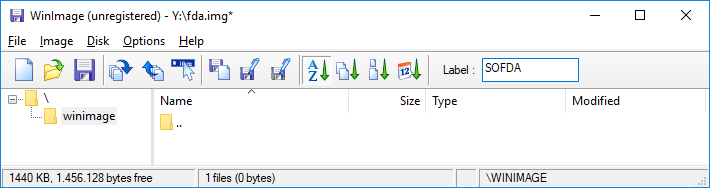 WinImage (unregistered) - Y:\fda.img*
File Image Disk Options Help
A Z 12 Label : SOFDA
\ Name Size Type Modified
winimage ..
1440 KB, 1.456.128 bytes free 1 files (0 bytes) \WINIMAGE